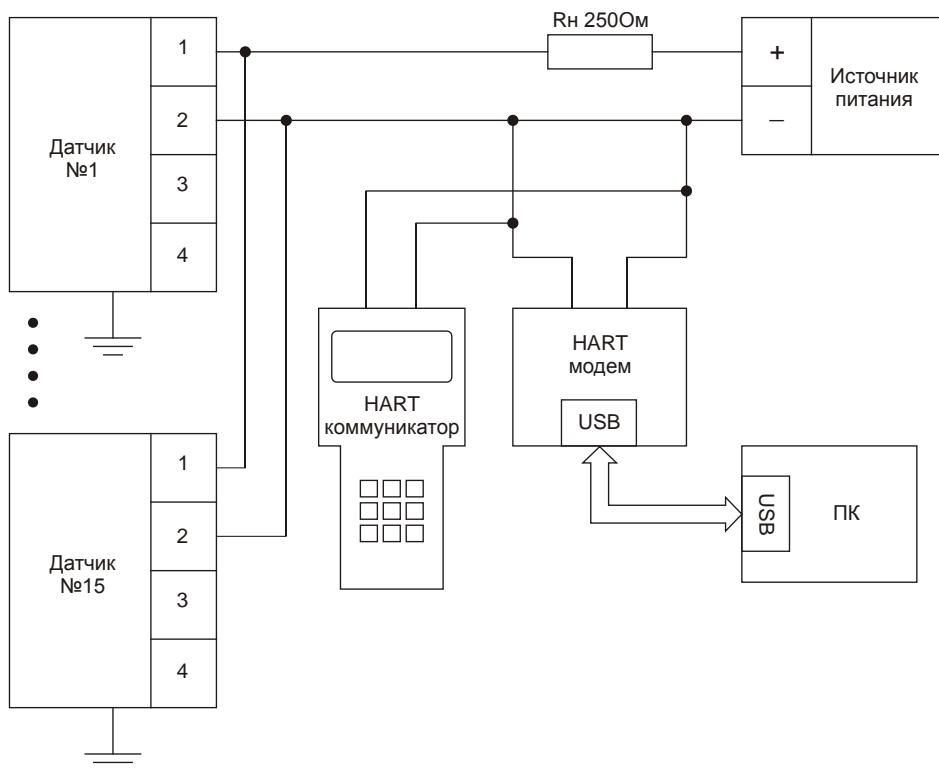 Rн 250Ом
1
2
3
4
Датчик
№1
+
–
Источник
питания
HART
коммуникатор
HART
модем
USB
USB
ПК
1
2
3
4
Датчик
№15